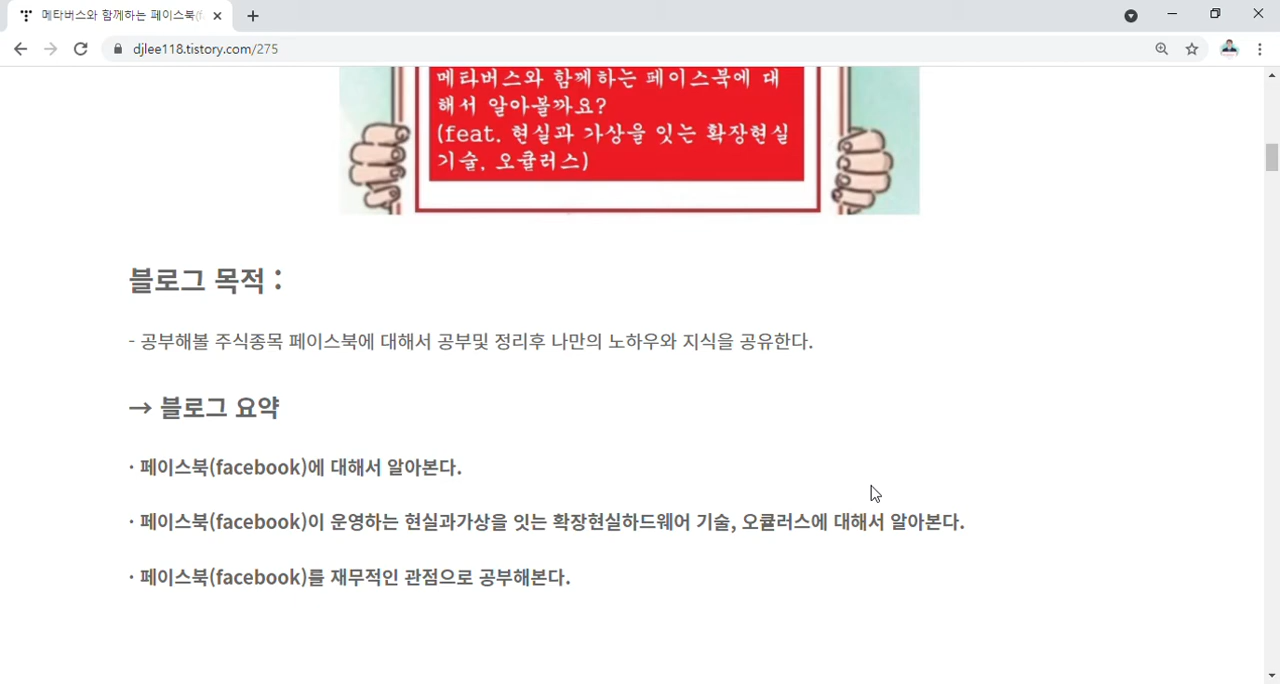 메타버스와 함께하는 페이스북(f
djlee118.tistory.com/275
메타버스와 함께하는 페이스북에 대
해서 알아볼까요?
(feat. 현실과 가상을 잇는 확장현실
기술, 오큘러스)
블로그 목적 :
- 공부해볼 주식종목 페이스북에 대해서 공부및 정리후 나만의 노하우와 지식을 공유한다.
→ 블로그 요약
· 페이스북(facebook)에 대해서 알아본다.
· 페이스북(facebook)이 운영하는 현실과가상을 잇는 확장현실하드웨어 기술, 오큘러스에 대해서 알아본다.
· 페이스북(facebook)를 재무적인 관점으로 공부해본다.